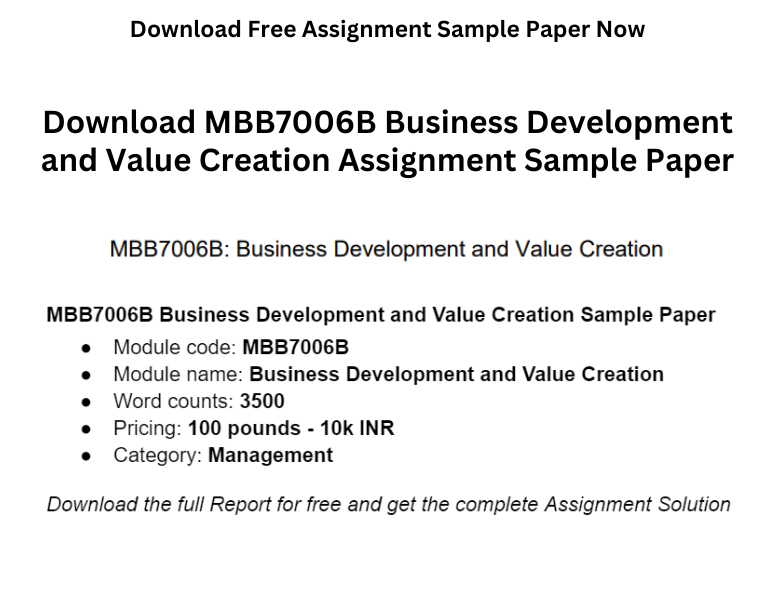 Download Free Assignment Sample Paper Now
Download MBB7006B Business Development
and Value Creation Assignment Sample Paper
MBB7006B: Business Development and Value Creation
MBB7006B Business Development and Value Creation Sample Paper
● Module code: MBB7006B
● Module name: Business Development and Value Creation
● Word counts: 3500
● Pricing: 100 pounds - 10k INR
● Category: Management
Download the full Report for free and get the complete Assignment Solution